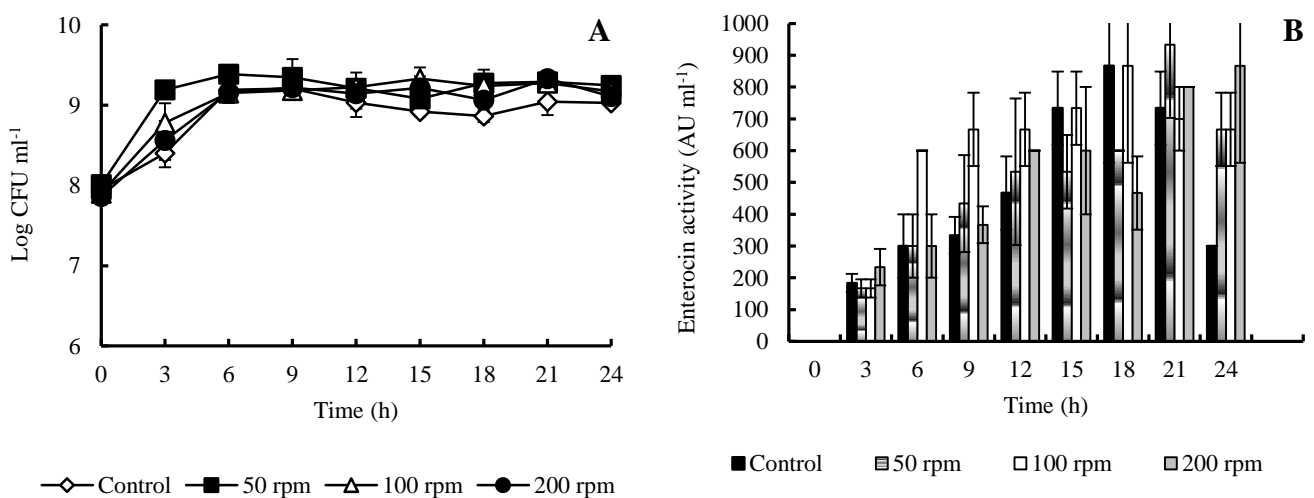 A
10
9
8
7
6
Log CFU ml-1
0 3 6 9 12 15 18 21 24
Time (h)
Control 50 rpm 100 rpm 200 rpm
B
1000
900
800
700
600
500
400
300
200
100
0
Enterocin activity (AU ml-1)
0 3 6 9 12 15 18 21 24
Time (h)
Control 50 rpm 100 rpm 200 rpm